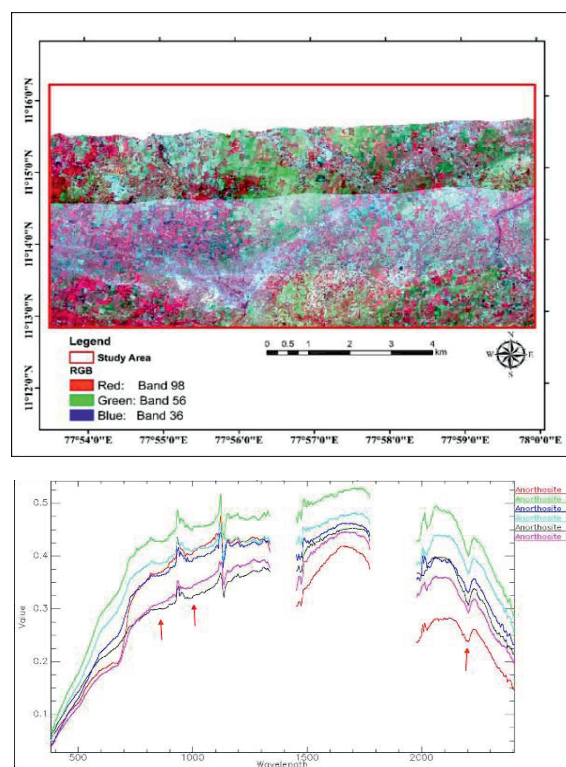 11°16'0"N
11°15'0"N
11°14'0"N
11°13'0"N
11°12'0"N
Legend
Study Area
RGB
Red: Band 98
Green: Band 56
Blue: Band 36
0 0.5 1 2 3 4
km
N
W E
S
77°54'0"E 77°55'0"E 77°56'0"E 77°57'0"E 77°58'0"E 77°59'0"E 78°0'0"E
Anorthosite
Anorthosite
Anorthosite
Anorthosite
Anorthosite
Anorthosite
0.5
0.4
0.3
0.2
0.1
Value
500 1000 1500 2000
Wavelength